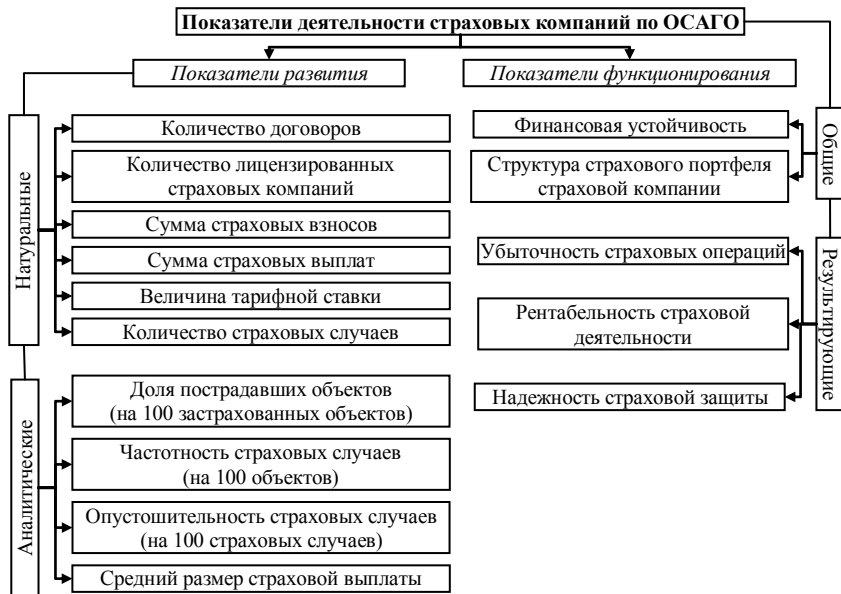 Показатели деятельности страховых компаний по ОСАГО
Показатели развития
Показатели функционирования
Натуральные
Количество договоров
Количество лицензированных
страховых компаний
Сумма страховых взносов
Сумма страховых выплат
Величина тарифной ставки
Количество страховых случаев
Аналитические
Доля пострадавших объектов
(на 100 застрахованных объектов)
Частотность страховых случаев
(на 100 объектов)
Опустошительность страховых случаев
(на 100 страховых случаев)
Средний размер страховой выплаты
Общие
Финансовая устойчивость
Структура страхового портфеля
страховой компании
Результирующие
Убыточность страховых операций
Рентабельность страховой
деятельности
Надежность страховой защиты